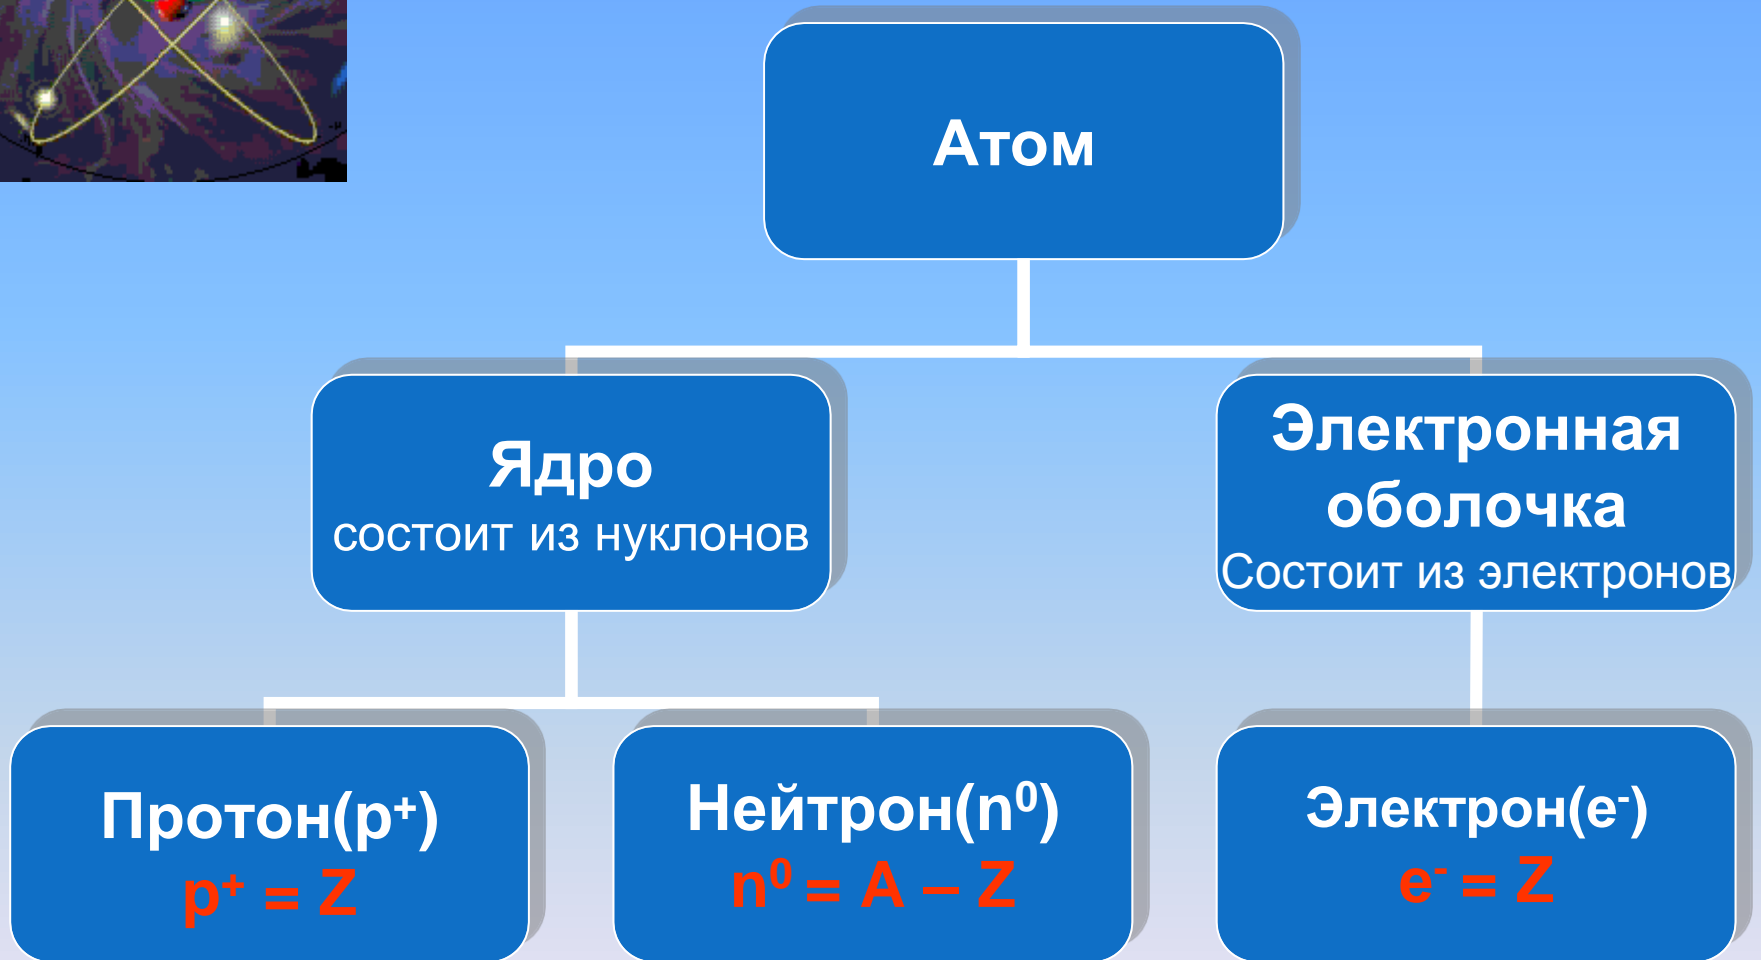 Атом
Ядро
состоит из нуклонов
Электронная
оболочка
Состоит из электронов
Протон(p⁺)
p⁺ = Z
Нейтрон(n⁰)
n⁰ = A – Z
Электрон(e⁻)
e⁻ = Z